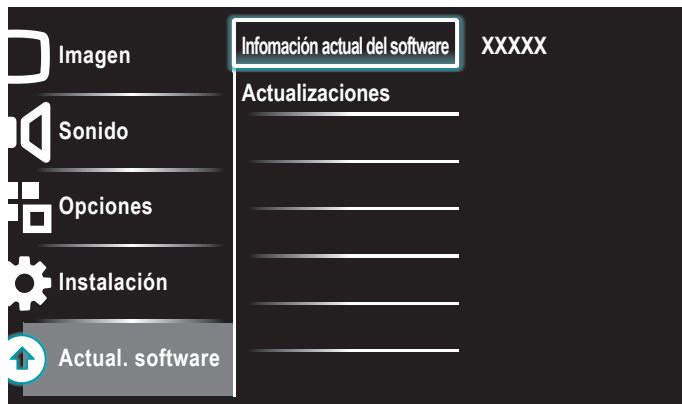 Imagen
Sonido
Opciones
Instalación
Actual. software
Infomación actual del software
XXXXX
Actualizaciones